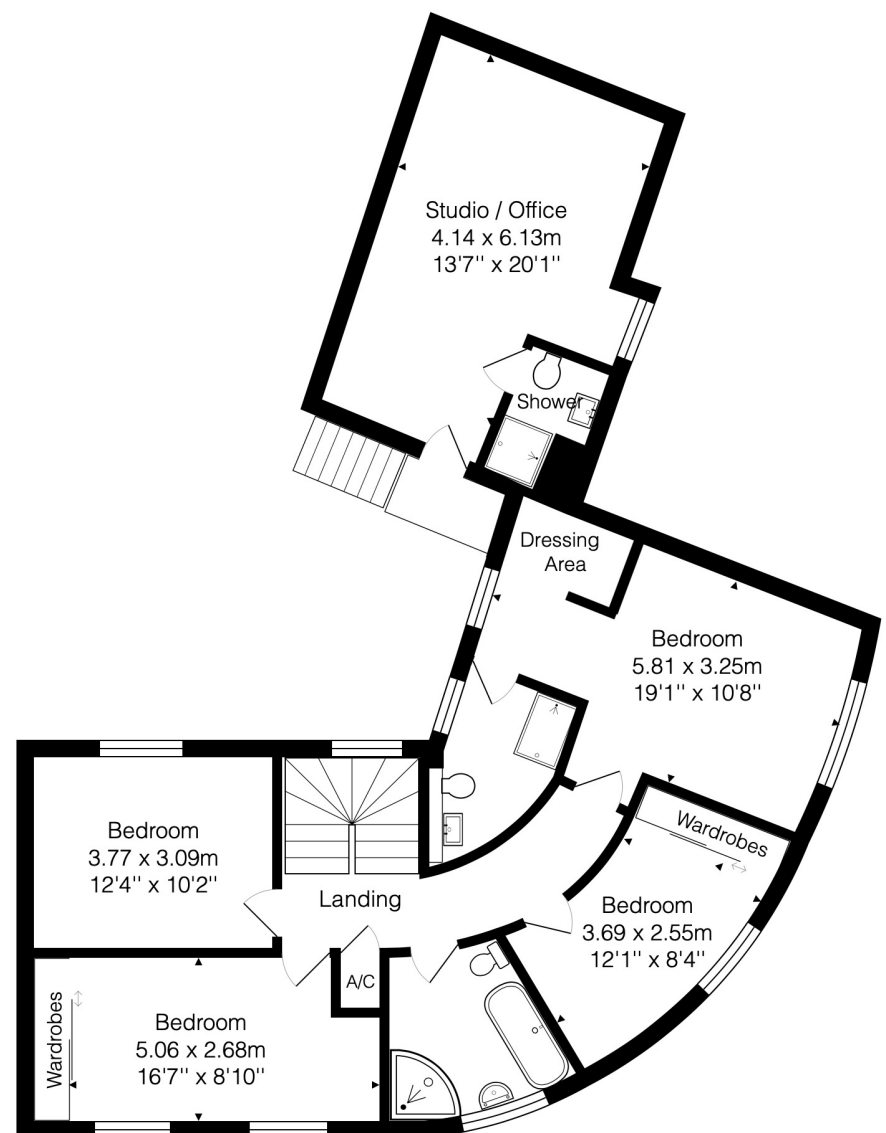 Studio / Office
4.14 x 6.13m
13'7'' x 20'1''
Shower
Dressing
Area
Bedroom
5.81 x 3.25m
19'1'' x 10'8''
Wardrobes
Bedroom
3.77 x 3.09m
12'4'' x 10'2''
Landing
Bedroom
3.69 x 2.55m
12'1'' x 8'4''
A/C
Wardrobes
Bedroom
5.06 x 2.68m
16'7'' x 8'10''